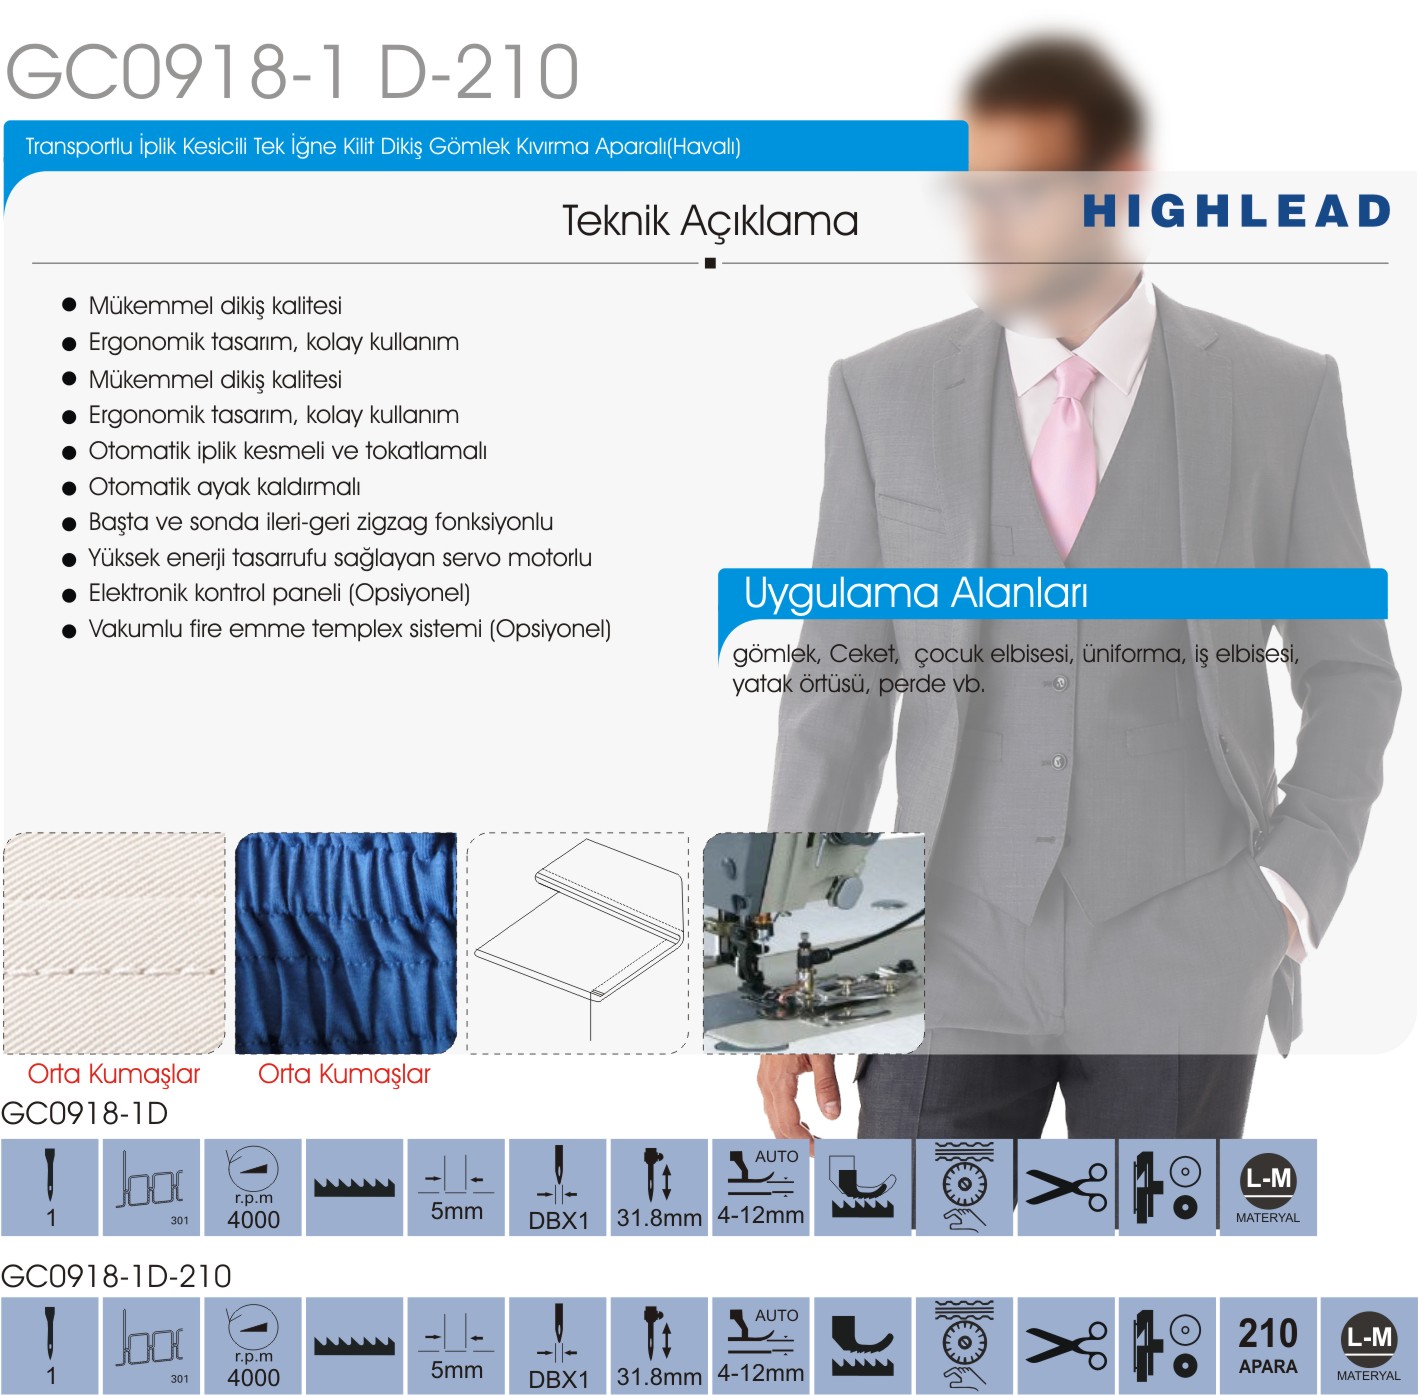 GC0918-1 D-210
Transportlu İplik Kesicili Tek İğne Kilit Dikiş Gömlek Kıvırma Aparalı(Havalı)
Teknik Açıklama
HIGHLEAD
Mükemmel dikiş kalitesi
Ergonomik tasarım, kolay kullanım
Mükemmel dikiş kalitesi
Ergonomik tasarım, kolay kullanım
Otomatik iplik kesmeli ve tokatlamalı
Otomatik ayak kaldırmalı
Başta ve sonda ileri-geri zigzag fonksiyonlu
Yüksek enerji tasarrufu sağlayan servo motorlu
Elektronik kontrol paneli (Opsiyonel)
Vakumlu fire emme templex sistemi (Opsiyonel)
Uygulama Alanları
gömlek, Ceket, çocuk elbisesi, üniforma, iş elbisesi,
yatak örtüsü, perde vb.
Orta Kumaşlar
Orta Kumaşlar
GC0918-1D
1
301
r.p.m
4000
5mm
DBX1
31.8mm
AUTO
4-12mm
L-M
MATERYAL
GC0918-1D-210
1
301
r.p.m
4000
5mm
DBX1
31.8mm
AUTO
4-12mm
210
APARA
L-M
MATERYAL